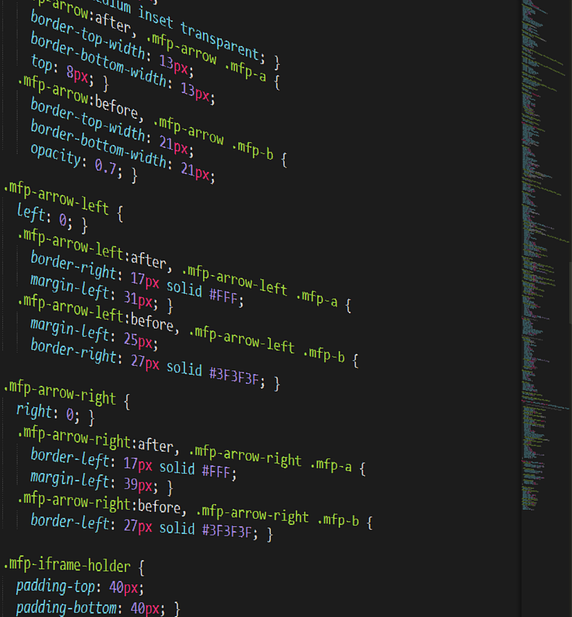 inset transparent; }
-arrow:after, .mfp-arrow .mfp-a {
border-top-width: 13px;
border-bottom-width: 13px;
top: 8px; }
.mfp-arrow:before, .mfp-arrow .mfp-b {
border-top-width: 21px;
border-bottom-width: 21px;
opacity: 0.7; }
.mfp-arrow-left {
left: 0; }
.mfp-arrow-left:after, .mfp-arrow-left .mfp-a {
border-right: 17px solid #FFF;
margin-left: 31px; }
.mfp-arrow-left:before, .mfp-arrow-left .mfp-b {
margin-left: 25px;
border-right: 27px solid #3F3F3F; }
.mfp-arrow-right {
right: 0; }
.mfp-arrow-right:after, .mfp-arrow-right .mfp-a {
border-left: 17px solid #FFF;
margin-left: 39px; }
.mfp-arrow-right:before, .mfp-arrow-right .mfp-b {
border-left: 27px solid #3F3F3F; }
.mfp-iframe-holder {
padding-top: 40px;
padding-bottom: 40px; }